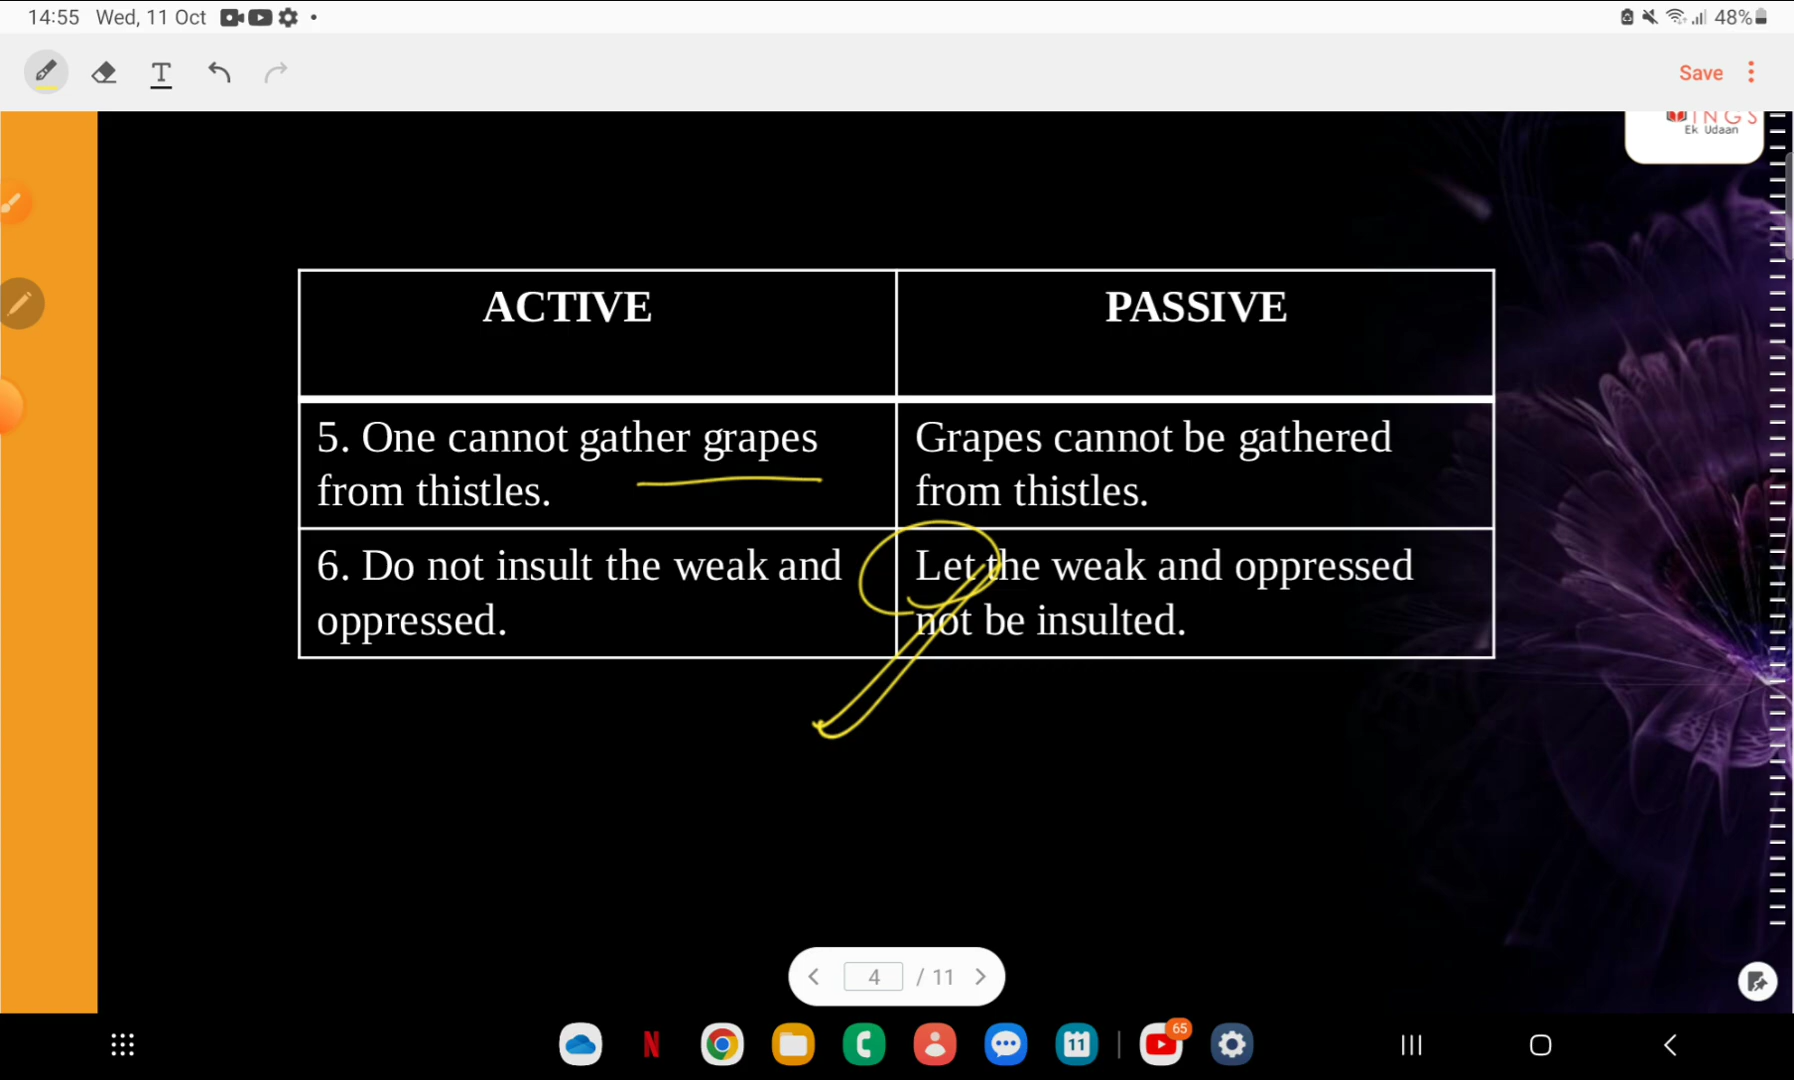 14:55 Wed, 11 Oct
48%
Save
INGS
Ek Udaan
ACTIVE
PASSIVE
5. One cannot gather grapes
from thistles.
Grapes cannot be gathered
from thistles.
6. Do not insult the weak and
oppressed.
Let the weak and oppressed
not be insulted.
4 / 11
N
11
65